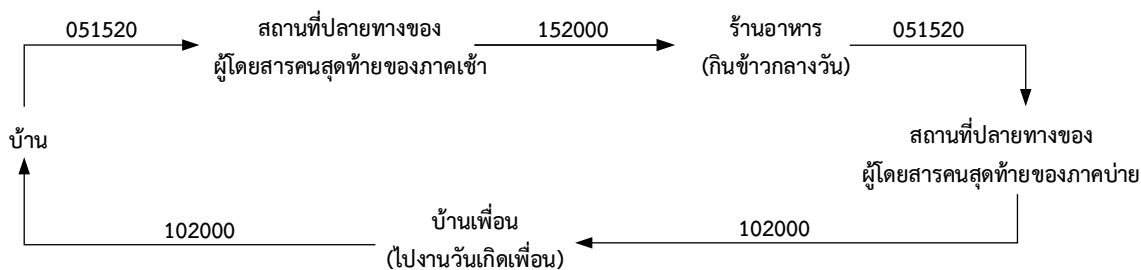 051520
สถานที่ปลายทางของ
ผู้โดยสารคนสุดท้ายของภาคเช้า
152000
ร้านอาหาร
(กินข้าวกลางวัน)
051520
สถานที่ปลายทางของ
ผู้โดยสารคนสุดท้ายของภาคบ่าย
102000
บ้านเพื่อน
(ไปงานวันเกิดเพื่อน)
102000
บ้าน